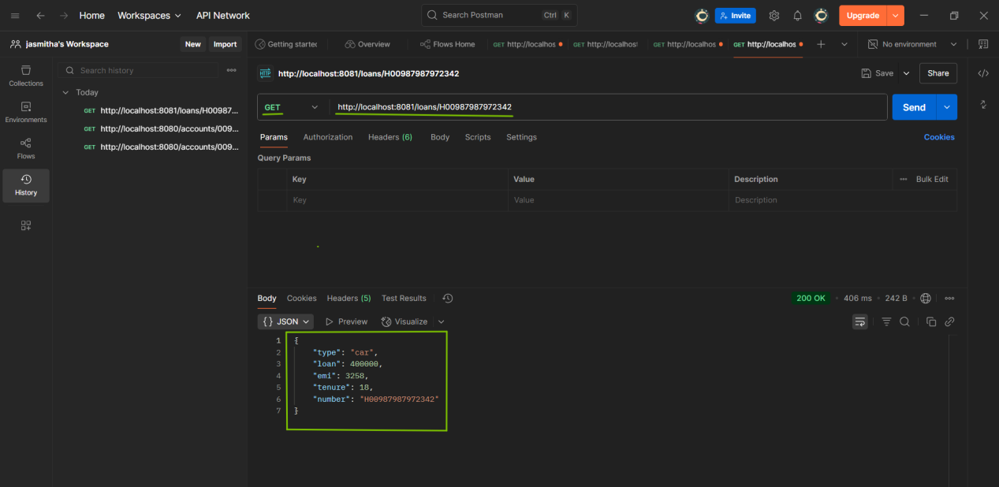 Home Workspaces API Network Search Postman Ctrl K Invite Upgrade
jasmitha's Workspace New Import Getting started Overview Flows Home GET http://localhos GET http://localhost GET http://localhos GET http://localhos No environment
Collections
Environments
Flows
History
Search history
Today
GET http://localhost:8081/loans/H00987...
GET http://localhost:8080/accounts/009...
GET http://localhost:8080/accounts/009...
HTTP http://localhost:8081/loans/H00987987972342 Save Share
GET http://localhost:8081/loans/H00987987972342 Send
Params Authorization Headers (6) Body Scripts Settings Cookies
Query Params
Key Value Description Bulk Edit
Key Value Description
Body Cookies Headers (5) Test Results 200 OK 406 ms 242 B
{} JSON Preview Visualize
1 {
2 "type": "car",
3 "loan": 400000,
4 "emi": 3258,
5 "tenure": 18,
6 "number": "H00987987972342"
7 }